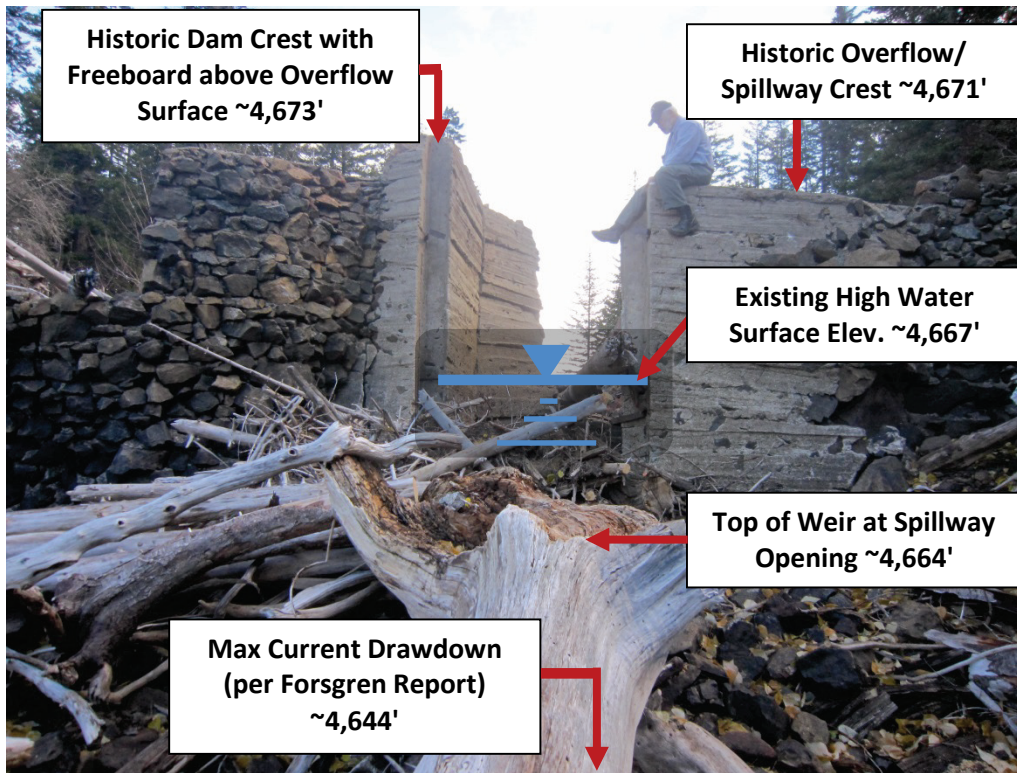 Historic Dam Crest with
Freeboard above Overflow
Surface ~4,673'
Historic Overflow/
Spillway Crest ~4,671'
Existing High Water
Surface Elev. ~4,667'
Top of Weir at Spillway
Opening ~4,664'
Max Current Drawdown
(per Forsgren Report)
~4,644'